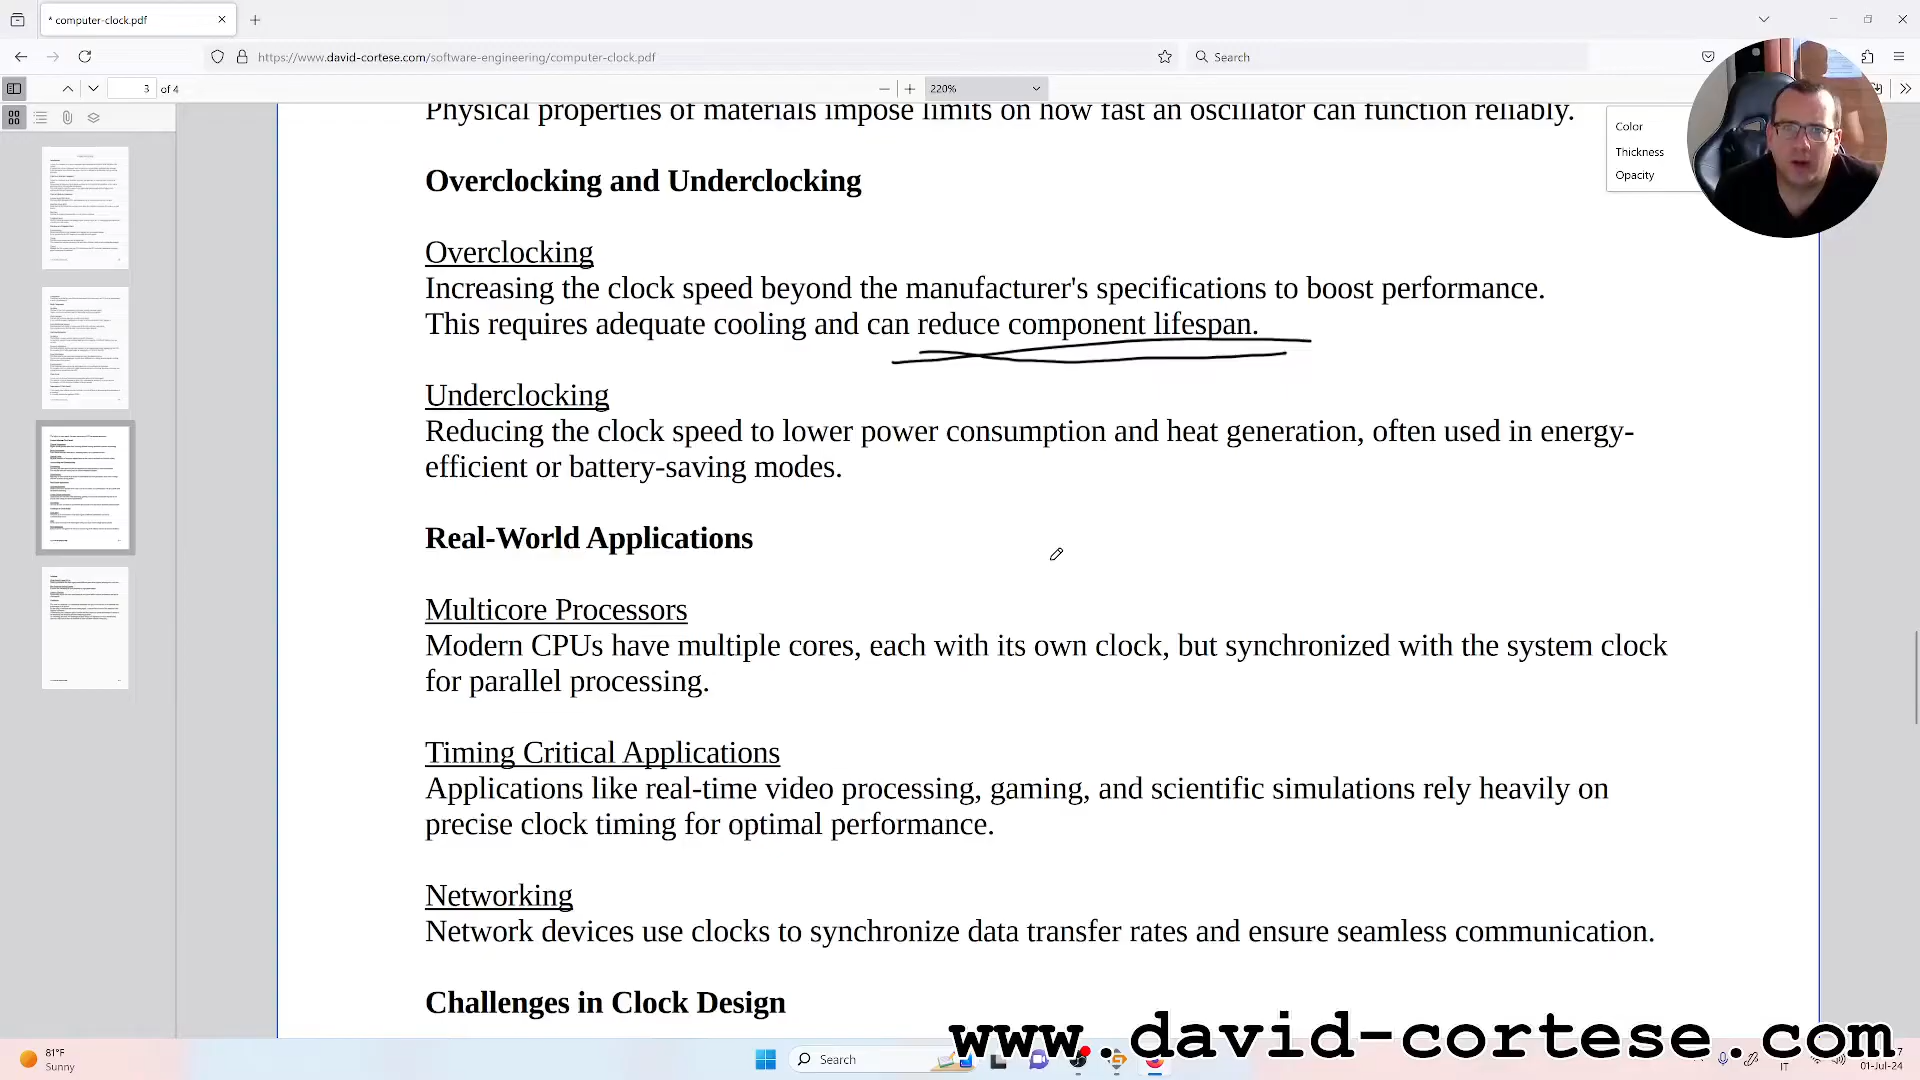 * computer-clock.pdf
https://www.david-cortese.com/software-engineering/computer-clock.pdf
Search
3 of 4
220%
Color
Thickness
Opacity
Physical properties of materials impose limits on how fast an oscillator can function reliably.
Overclocking and Underclocking
Overclocking
Increasing the clock speed beyond the manufacturer's specifications to boost performance.
This requires adequate cooling and can reduce component lifespan.
Underclocking
Reducing the clock speed to lower power consumption and heat generation, often used in energy-
efficient or battery-saving modes.
Real-World Applications
Multicore Processors
Modern CPUs have multiple cores, each with its own clock, but synchronized with the system clock
for parallel processing.
Timing Critical Applications
Applications like real-time video processing, gaming, and scientific simulations rely heavily on
precise clock timing for optimal performance.
Networking
Network devices use clocks to synchronize data transfer rates and ensure seamless communication.
Challenges in Clock Design
www.david-cortese.com
81°F
Sunny
Search
IT
01-Jul-24